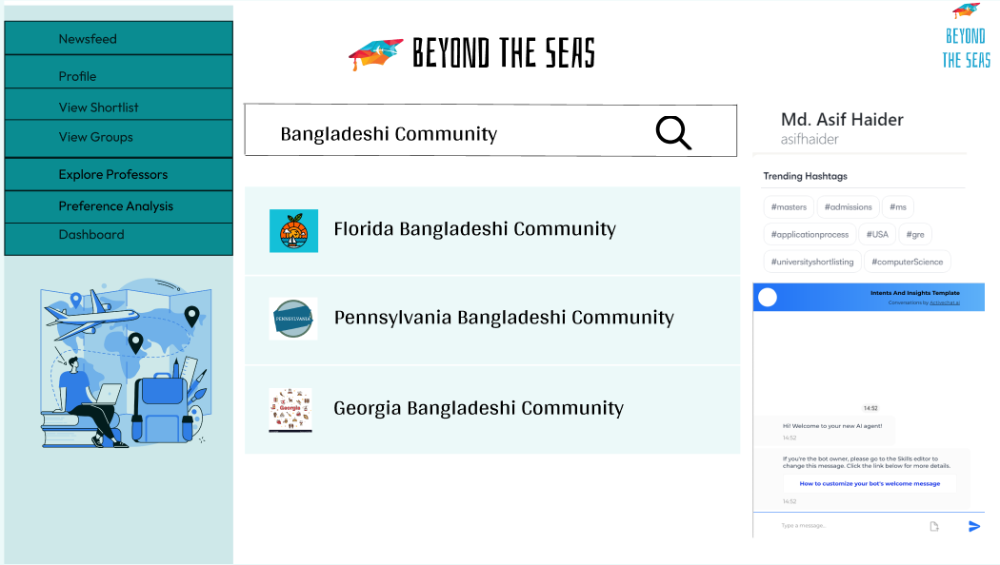 Newsfeed
Profile
View Shortlist
View Groups
Explore Professors
Preference Analysis
Dashboard
BEYOND THE SEAS
Bangladeshi Community
Florida Bangladeshi Community
PENNSYLVANIA
Pennsylvania Bangladeshi Community
Georgia
Georgia Bangladeshi Community
BEYOND
THE SEAS
Md. Asif Haider
asifhaider
Trending Hashtags
#masters #admissions #ms
#applicationprocess #USA #gre
#universityshortlisting #computerScience
Intents And Insights Template
Conversations by Activechat.ai
14:52
Hi! Welcome to your new AI agent!
14:52
If you're the bot owner, please go to the Skills editor to
change this message. Click the link below for more details.
How to customize your bot's welcome message
14:52
Type a message...